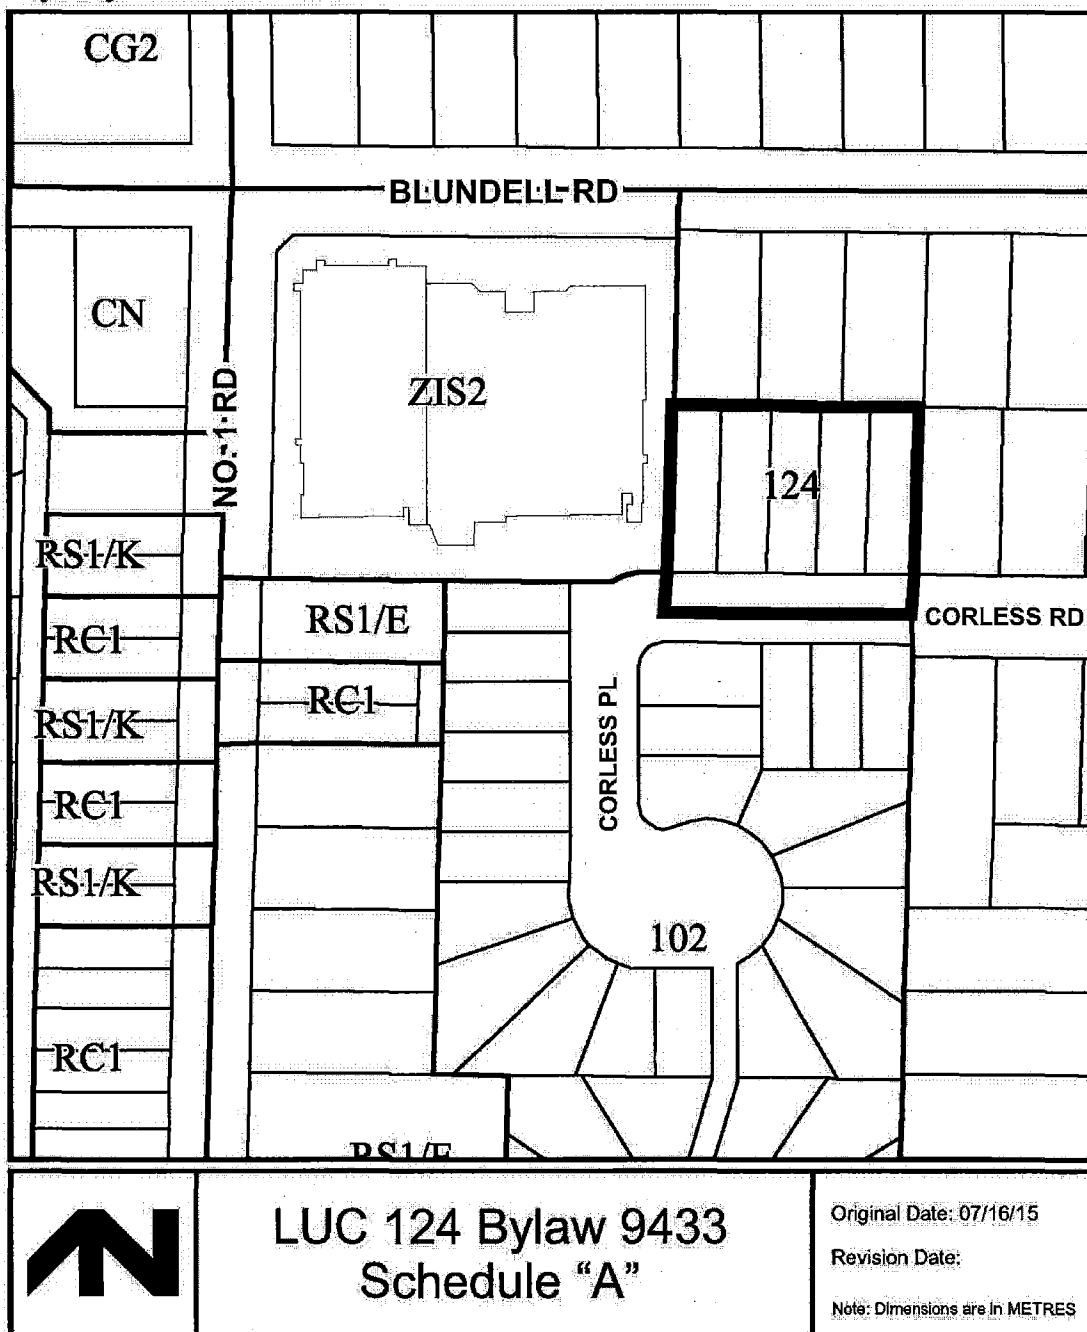 CG2
BLUNDELL RD
CN
ZIS2
NO. 1 RD
124
RS1/K
RS1/E
CORLESS RD
RC1
RC1
CORLESS PL
RS1/K
RC1
RS1/K
102
RC1
RS1/E
LUC 124 Bylaw 9433
Schedule “A”
Original Date: 07/16/15
Revision Date:
Note: Dimensions are in METRES